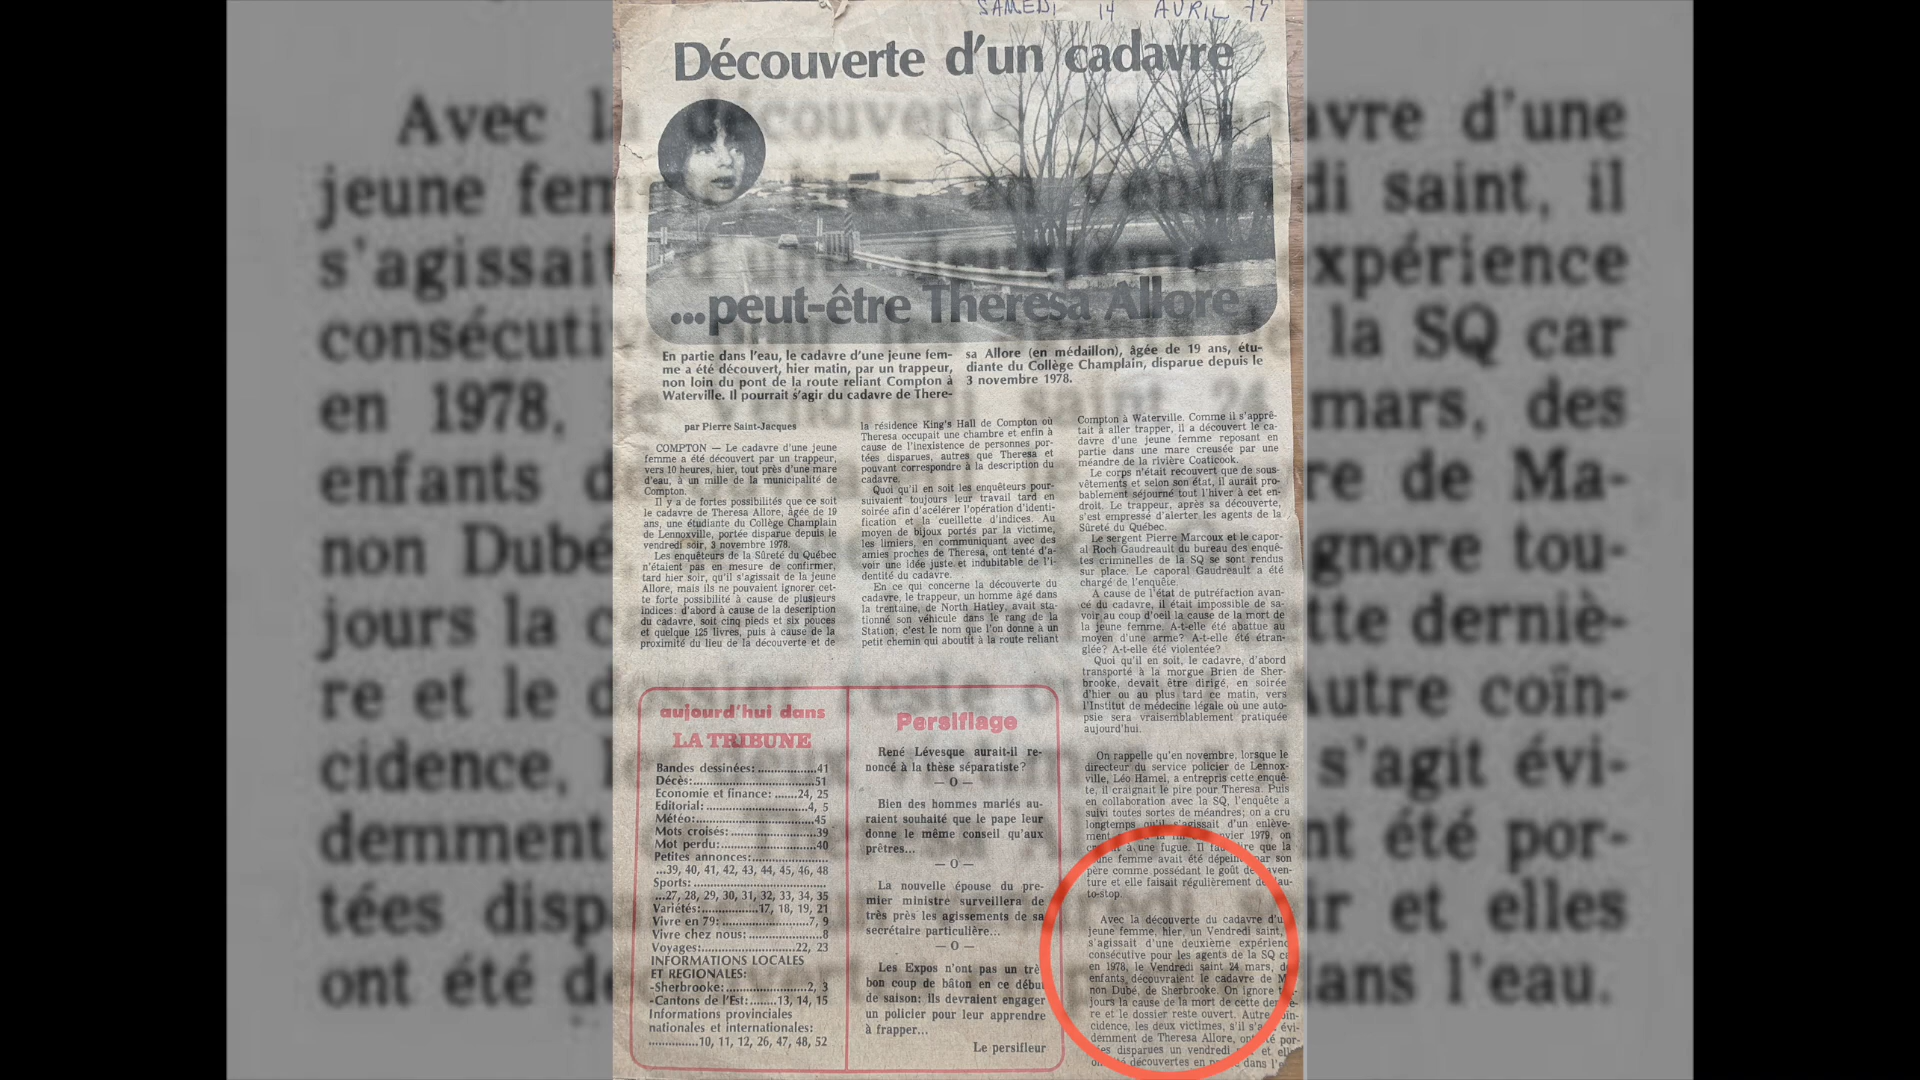 SAMEDI 14 AVRIL 79
Découverte d'un cadavre
...peut-être Theresa Allore
En partie dans l'eau, le cadavre d'une jeune fem-
me a été découvert, hier matin, par un trappeur,
non loin du pont de la route reliant Compton à
Waterville. Il pourrait s'agir du cadavre de There-
sa Allore (en médaillon), âgée de 19 ans, étu-
diante du Collège Champlain, disparue depuis le
3 novembre 1978.
par Pierre Saint-Jacques
COMPTON — Le cadavre d'une jeune
femme a été découvert par un trappeur,
vers 10 heures, hier, tout près d'une mare
d'eau, à un mille de la municipalité de
Compton.
Il y a de fortes possibilités que ce soit
le cadavre de Theresa Allore, âgée de 19
ans, une étudiante du Collège Champlain
de Lennoxville, portée disparue depuis le
vendredi soir, 3 novembre 1978.
Les enquêteurs de la Sûreté du Québec
n'étaient pas en mesure de confirmer,
tard hier soir, qu'il s'agissait de la jeune
Allore, mais ils ne pouvaient ignorer cet-
te forte possibilité à cause de plusieurs
indices: d'abord à cause de la description
du cadavre, soit cinq pieds et six pouces
et quelque 125 livres, puis à cause de la
proximité du lieu de la découverte et de
la résidence King's Hall de Compton où
Theresa occupait une chambre et enfin à
cause de l'inexistence de personnes por-
tées disparues, autres que Theresa et
pouvant correspondre à la description du
cadavre.
Quoi qu'il en soit les enquêteurs pour-
suivaient toujours leur travail tard en
soirée afin d'acélérer l'opération d'identi-
fication et la cueillette d'indices. Au
moyen de bijoux portés par la victime,
les limiers, en communiquant avec des
amies proches de Theresa, ont tenté d'a-
voir une idée juste et indubitable de l'i-
dentité du cadavre.
En ce qui concerne la découverte du
cadavre, le trappeur, un homme âgé dans
la trentaine, de North Hatley, avait sta-
tionné son véhicule dans le rang de la
Station; c'est le nom que l'on donne à un
petit chemin qui aboutit à la route reliant
Compton à Waterville. Comme il s'apprê-
tait à aller trapper, il a découvert le ca-
davre d'une jeune femme reposant en
partie dans une mare creusée par une
méandre de la rivière Coaticook.
Le corps n'était recouvert que de sous-
vêtements et selon son état, il aurait pro-
bablement séjourné tout l'hiver à cet en-
droit. Le trappeur, après sa découverte,
s'est empressé d'alerter les agents de la
Sûreté du Québec.
Le sergent Pierre Marcoux et le capor-
al Roch Gaudreault du bureau des enquê-
tes criminelles de la SQ se sont rendus
sur place. Le caporal Gaudreault a été
chargé de l'enquête.
A cause de l'état de putréfaction avan-
cé du cadavre, il était impossible de sa-
voir au coup d'oeil la cause de la mort de
la jeune femme. A-t-elle été abattue au
moyen d'une arme? A-t-elle été étran-
glée? A-t-elle été violentée?
Quoi qu'il en soit, le cadavre, d'abord
transporté à la morgue Brien de Sher-
brooke, devait être dirigé, en soirée
d'hier ou au plus tard ce matin, vers
l'Institut de médecine légale où une auto-
psie sera vraisemblablement pratiquée
aujourd'hui.
On rappelle qu'en novembre, lorsque le
directeur du service policier de Lennox-
ville, Léo Hamel, a entrepris cette enquê-
te, il craignait le pire pour Theresa. Puis
en collaboration avec la SQ, l'enquête a
suivi toutes sortes de méandres; on a cru
longtemps qu'il s'agissait d'un enlève-
ment janvier 1979, on
à une fugue. Il que la
jeune femme avait été dépeinte par son
père comme possédant le goût de l'aven-
ture et elle faisait régulièrement de l'au-
to-stop.
Avec la découverte du cadavre d'une
jeune femme, hier, un Vendredi saint, il
s'agissait d'une deuxième expérience
consécutive pour les agents de la SQ car
en 1978, le Vendredi saint 24 mars, des
enfants découvraient le cadavre de Ma-
non Dubé, de Sherbrooke. On ignore tou-
jours la cause de la mort de cette derniè-
re et le dossier reste ouvert. Autre coïn-
cidence, les deux victimes, s'il s'agit évi-
demment de Theresa Allore, ont été por-
tées disparues un vendredi soir et elles
ont été découvertes en partie dans l'eau.
aujourd'hui dans
LA TRIBUNE
Bandes dessinées:..................41
Décès:.........................................51
Economie et finance: .......24, 25
Editorial: ...............................4, 5
Météo:.......................................45
Mots croisés: ..........................39
Mot perdu:..............................40
Petites annonces:.......................
...39, 40, 41, 42, 43, 44, 45, 46, 48
Sports: ........................................
...27, 28, 29, 30, 31, 32, 33, 34, 35
Variétés:...............17, 18, 19, 21
Vivre en 79: ..........................7, 9
Vivre chez nous:.......................8
Voyages:............................22, 23
INFORMATIONS LOCALES
ET REGIONALES:
-Sherbrooke:........................2, 3
-Cantons de l'Est:........13, 14, 15
Informations provinciales
nationales et internationales:
...............10, 11, 12, 26, 47, 48, 52
Persiflage
René Lévesque aurait-il re-
noncé à la thèse séparatiste?
— O —
Bien des hommes mariés au-
raient souhaité que le pape leur
donne le même conseil qu'aux
prêtres...
— O —
La nouvelle épouse du pre-
mier ministre surveillera de
très près les agissements de sa
secrétaire particulière...
— O —
Les Expos n'ont pas un trè
bon coup de bâton en ce débu
de saison: ils devraient engager
un policier pour leur apprendre
à frapper...
Le persifleur